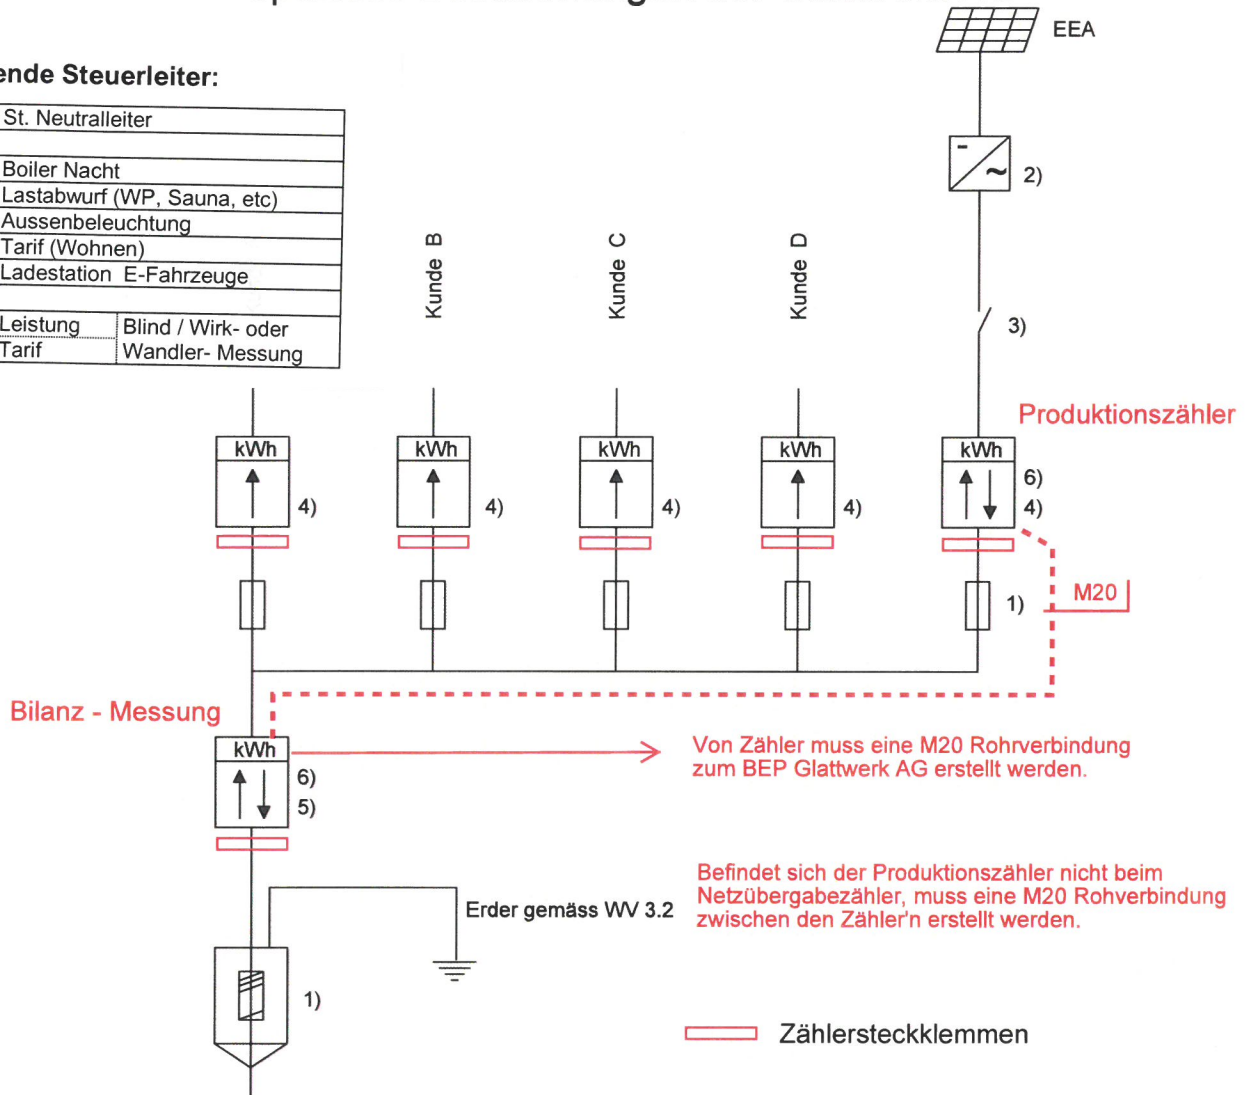 EEA
ende Steuerleiter:
St. Neutralleiter
Boiler Nacht
Lastabwurf (WP, Sauna, etc)
Aussenbeleuchtung
Tarif (Wohnen)
Ladestation E-Fahrzeuge
Leistung Blind / Wirk- oder
Tarif Wandler- Messung
2)
Kunde B
Kunde C
Kunde D
3)
Produktionszähler
kWh
kWh
kWh
kWh
kWh
4)
4)
4)
4)
6)
4)
1)
M20
Bilanz - Messung
kWh
6)
5)
Von Zähler muss eine M20 Rohrverbindung
zum BEP Glattwerk AG erstellt werden.
Befindet sich der Produktionszähler nicht beim
Netzübergabezähler, muss eine M20 Rohverbindung
zwischen den Zähler'n erstellt werden.
Erder gemäss WV 3.2
1)
Zählersteckklemmen